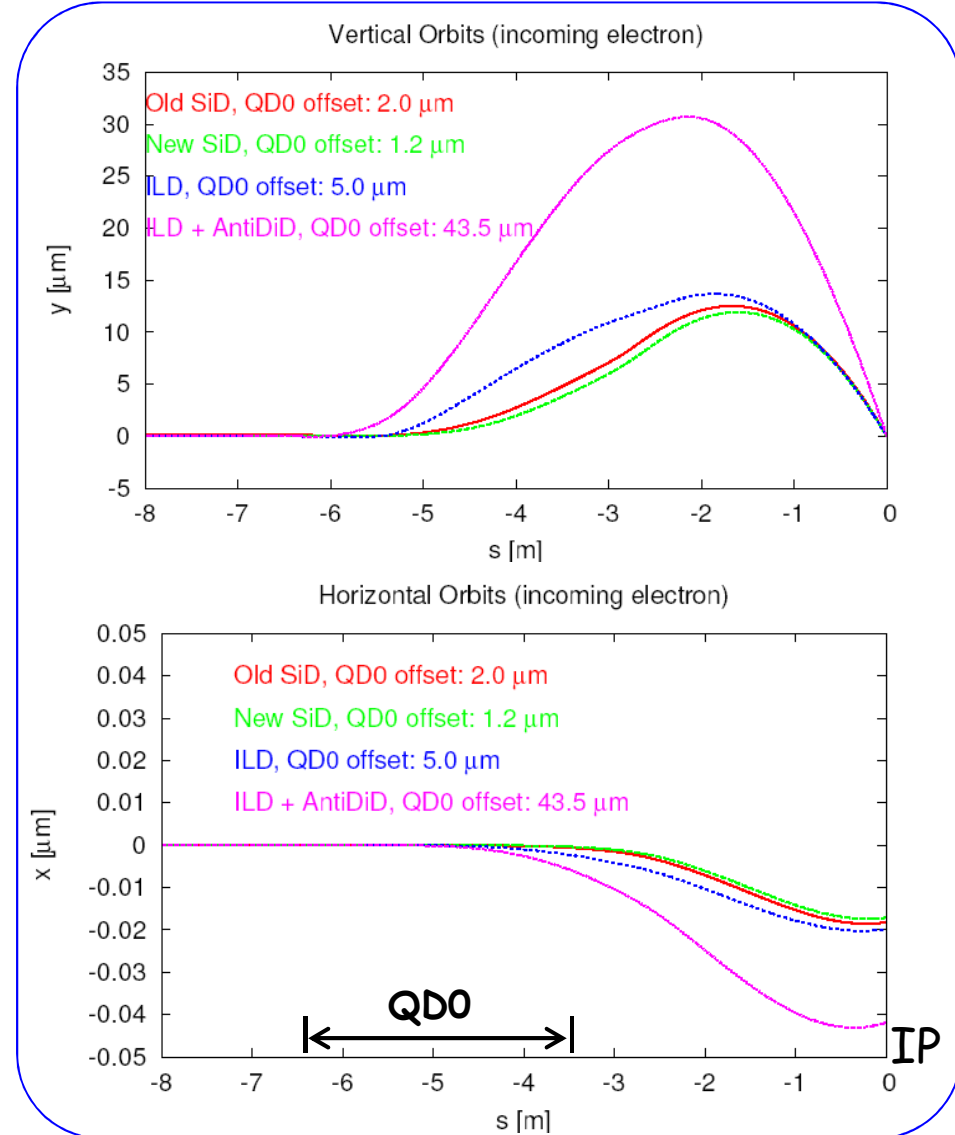 Vertical Orbits (incoming electron)
35
30
25
20
15
10
5
0
-5
y [μm]
Old SiD, QD0 offset: 2.0 μm
New SiD, QD0 offset: 1.2 μm
ILD, QD0 offset: 5.0 μm
ILD + AntiDiD, QD0 offset: 43.5 μm
-8 -7 -6 -5 -4 -3 -2 -1 0
s [m]
Horizontal Orbits (incoming electron)
0.05
0.04
0.03
0.02
0.01
0
-0.01
-0.02
-0.03
-0.04
-0.05
x [μm]
Old SiD, QD0 offset: 2.0 μm
New SiD, QD0 offset: 1.2 μm
ILD, QD0 offset: 5.0 μm
ILD + AntiDiD, QD0 offset: 43.5 μm
QD0
IP
-8 -7 -6 -5 -4 -3 -2 -1 0
s [m]